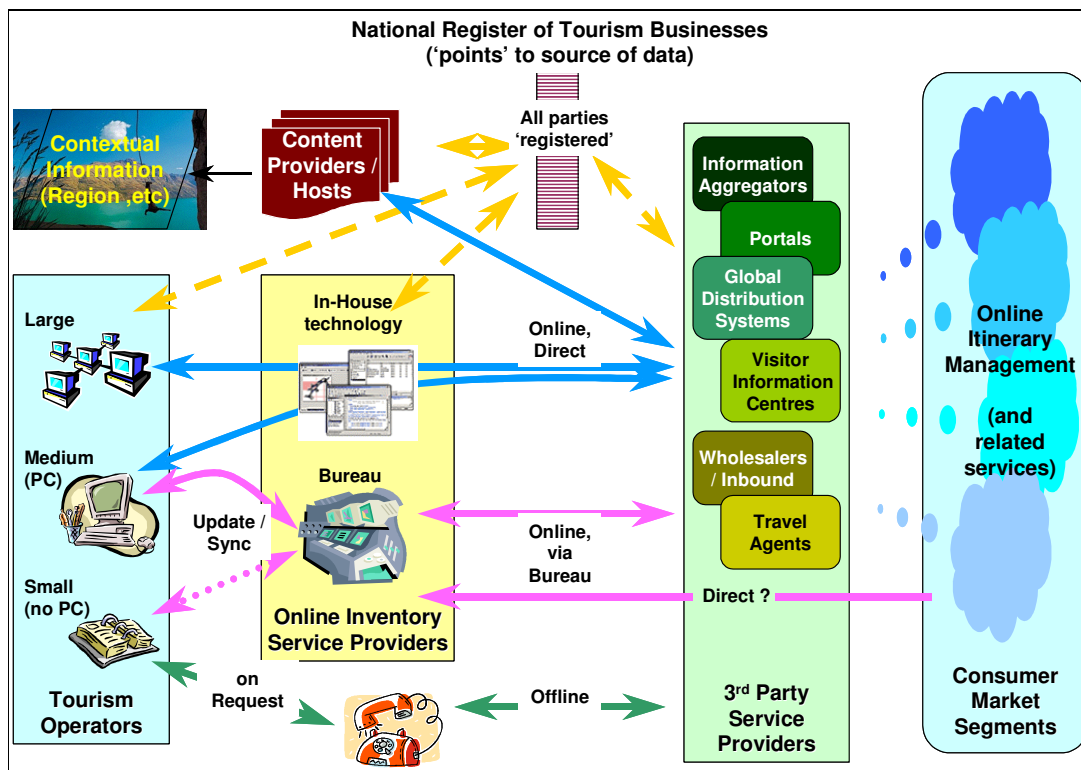 National Register of Tourism Businesses
(‘points’ to source of data)
All parties
‘registered’
Contextual
Information
(Region ,etc)
Content
Providers /
Hosts
Information
Aggregators
Portals
Global
Distribution
Systems
Visitor
Information
Centres
Wholesalers
/ Inbound
Travel
Agents
3rd Party
Service
Providers
Online
Itinerary
Management
(and
related
services)
Consumer
Market
Segments
Large
Medium
(PC)
Small
(no PC)
Tourism
Operators
In-House
technology
Bureau
Online Inventory
Service Providers
Online,
Direct
Update /
Sync
Online,
via
Bureau
Direct ?
on
Request
Offline